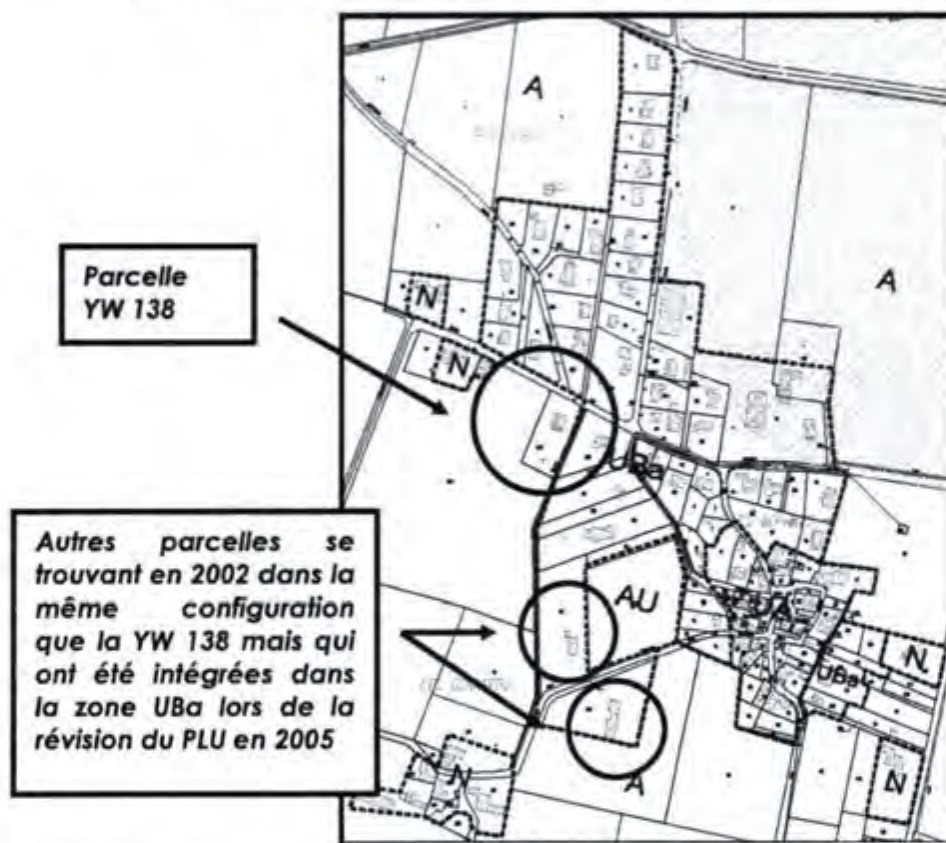 A
Parcelle
YW 138
N
A
N
UBa
Autres parcelles se
trouvant en 2002 dans la
même configuration
que la YW 138 mais qui
ont été intégrées dans
la zone UBa lors de la
révision du PLU en 2005
AU
UA
N
UBa
N
A
N